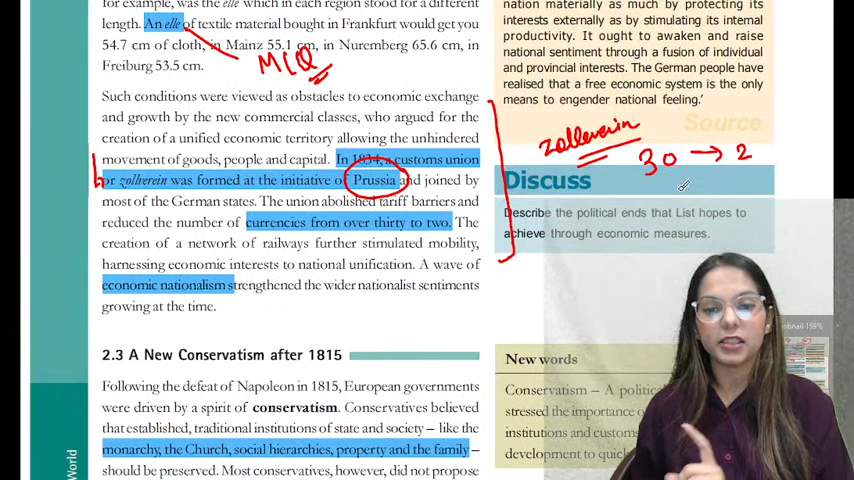 for example, was the elle which in each region stood for a different
length. An elle of textile material bought in Frankfurt would get you
54.7 cm of cloth, in Mainz 55.1 cm, in Nuremberg 65.6 cm, in
Freiburg 53.5 cm.
MCQ
Such conditions were viewed as obstacles to economic exchange
and growth by the new commercial classes, who argued for the
creation of a unified economic territory allowing the unhindered
movement of goods, people and capital. In 1834, a customs union
or zollverein was formed at the initiative of Prussia and joined by
most of the German states. The union abolished tariff barriers and
reduced the number of currencies from over thirty to two. The
creation of a network of railways further stimulated mobility,
harnessing economic interests to national unification. A wave of
economic nationalism strengthened the wider nationalist sentiments
growing at the time.
2.3 A New Conservatism after 1815
Following the defeat of Napoleon in 1815, European governments
were driven by a spirit of conservatism. Conservatives believed
that established, traditional institutions of state and society – like the
monarchy, the Church, social hierarchies, property and the family –
should be preserved. Most conservatives, however, did not propose
World
nation materially as much by protecting its
interests externally as by stimulating its internal
productivity. It ought to awaken and raise
national sentiment through a fusion of individual
and provincial interests. The German people have
realised that a free economic system is the only
means to engender national feeling.'
Source
zollverin
30 → 2
Discuss
Describe the political ends that List hopes to
achieve through economic measures.
New words
Conservatism – A political
stressed the importance o
institutions and customs
development to quick
mbnail 159%